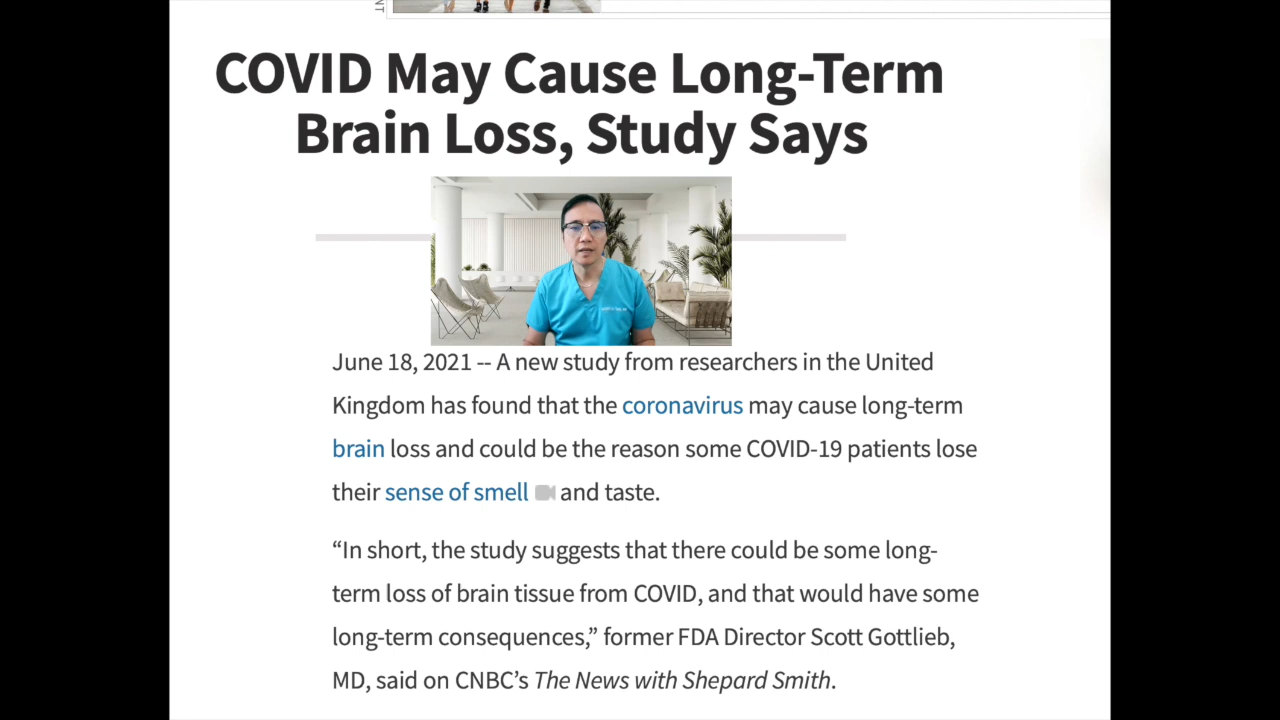 NT
COVID May Cause Long-Term
Brain Loss, Study Says
June 18, 2021 -- A new study from researchers in the United
Kingdom has found that the coronavirus may cause long-term
brain loss and could be the reason some COVID-19 patients lose
their sense of smell and taste.
“In short, the study suggests that there could be some long-
term loss of brain tissue from COVID, and that would have some
long-term consequences,” former FDA Director Scott Gottlieb,
MD, said on CNBC’s The News with Shepard Smith.